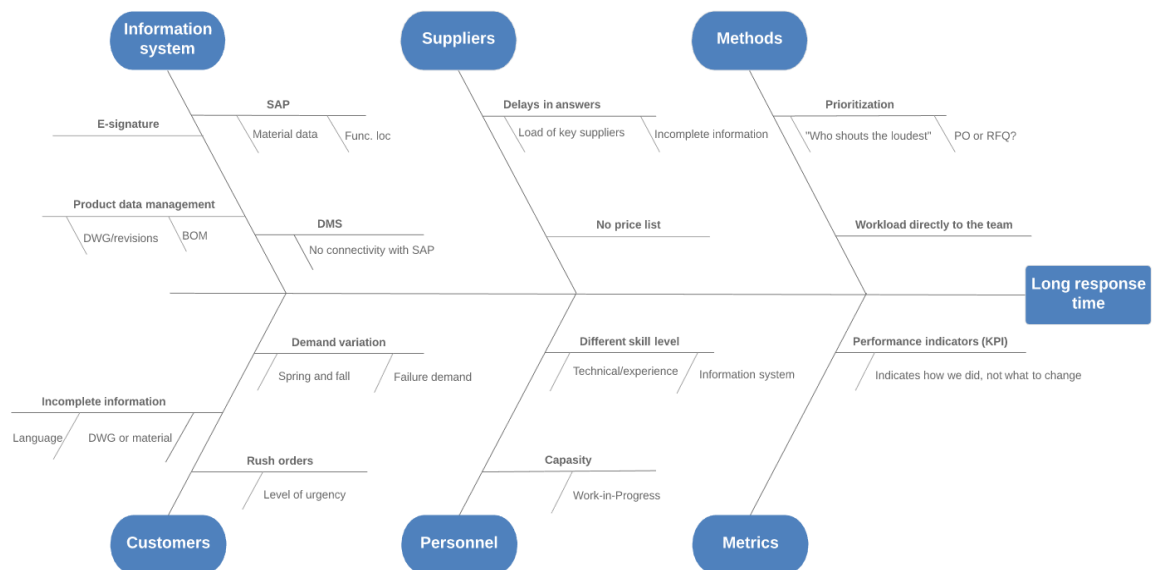 Information
system
Suppliers
Methods
SAP
Delays in answers
Prioritization
E-signature
Material data
Func. loc
Load of key suppliers
Incomplete information
"Who shouts the loudest"
PO or RFQ?
Product data management
DMS
No price list
Workload directly to the team
DWG/revisions
BOM
No connectivity with SAP
Long response
time
Demand variation
Different skill level
Performance indicators (KPI)
Spring and fall
Failure demand
Technical/experience
Information system
Indicates how we did, not what to change
Incomplete information
Language
DWG or material
Rush orders
Capasity
Level of urgency
Work-in-Progress
Customers
Personnel
Metrics